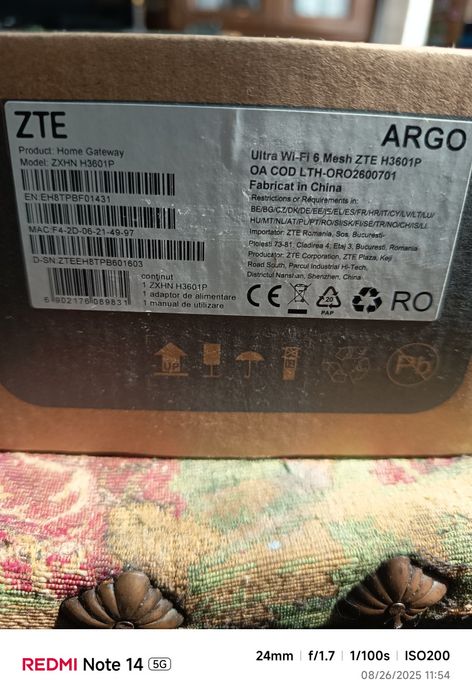 ZTE
ARGO
Product: Home Gateway
Model: ZXHN H3601P
EN:EH8TPBF01431
MAC:F4-2D-06-21-49-97
D-SN:ZTEEH8TPB601603
6 902176 089831
conţinut
1 ZXHN H3601P
1 adaptor de alimentare
1 manual de utilizare
Ultra Wi-Fi 6 Mesh ZTE H3601P
OA COD LTH-ORO2600701
Fabricat in China
Restrictions or Requirements in:
BE/BG/CZ/DK/DE/EE/IS/EL/ES/FR/HR/IT/CY/LV/LT/LU/
HU/MT/NL/AT/PL/PT/RO/SI/SK/FI/SE/TR/NO/CH/IS/LI.
Importator: ZTE Romania, Sos. Bucuresti-
Ploiesti 73-81, Cladirea 4, Etaj 3, Bucuresti, Romania
Producator: ZTE Corporation, ZTE Plaza, Keji
Road South, Parcul Industrial Hi-Tech,
Districtul Nanshan, Shenzhen, China
CE
20
PAP
RO
UP
Pb
REDMI Note 14 5G
24mm f/1.7 1/100s ISO200
08/26/2025 11:54